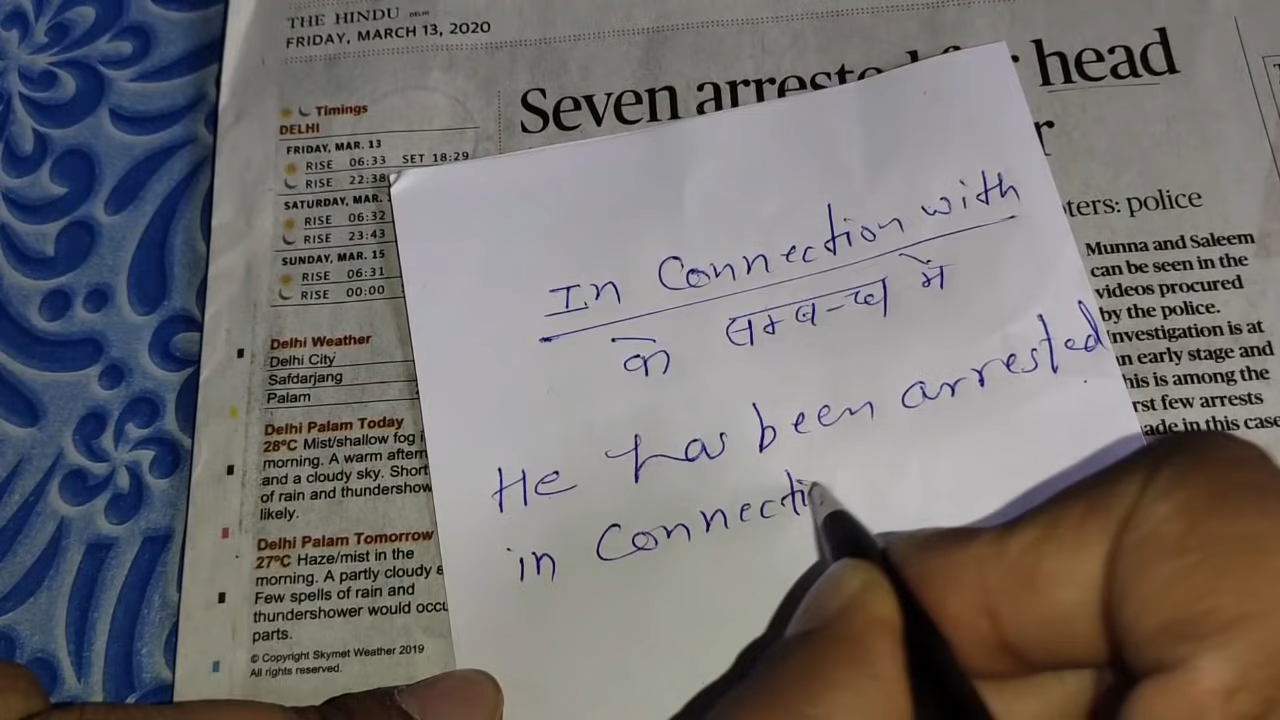 THE HINDU DELHI
FRIDAY, MARCH 13, 2020
Timings
DELHI
FRIDAY, MAR. 13
RISE 06:33 SET 18:29
RISE 22:38
SATURDAY, MAR.
RISE 06:32
RISE 23:43
SUNDAY, MAR. 15
RISE 06:31
RISE 00:00
Delhi Weather
Delhi City
Safdarjang
Palam
Delhi Palam Today
28°C Mist/shallow fog i
morning. A warm aftern
and a cloudy sky. Short
of rain and thundershow
likely.
Delhi Palam Tomorrow
27°C Haze/mist in the
morning. A partly cloudy
Few spells of rain and
thundershower would occu
parts.
© Copyright Skymet Weather 2019
All rights reserved.
Seven arreste head
ters: police
Munna and Saleem
can be seen in the
videos procured
by the police.
nvestigation is at
n early stage and
his is among the
rst few arrests
ade in this case
In Connection with
के सम्बन्ध में
He has been arrested
in Connecti